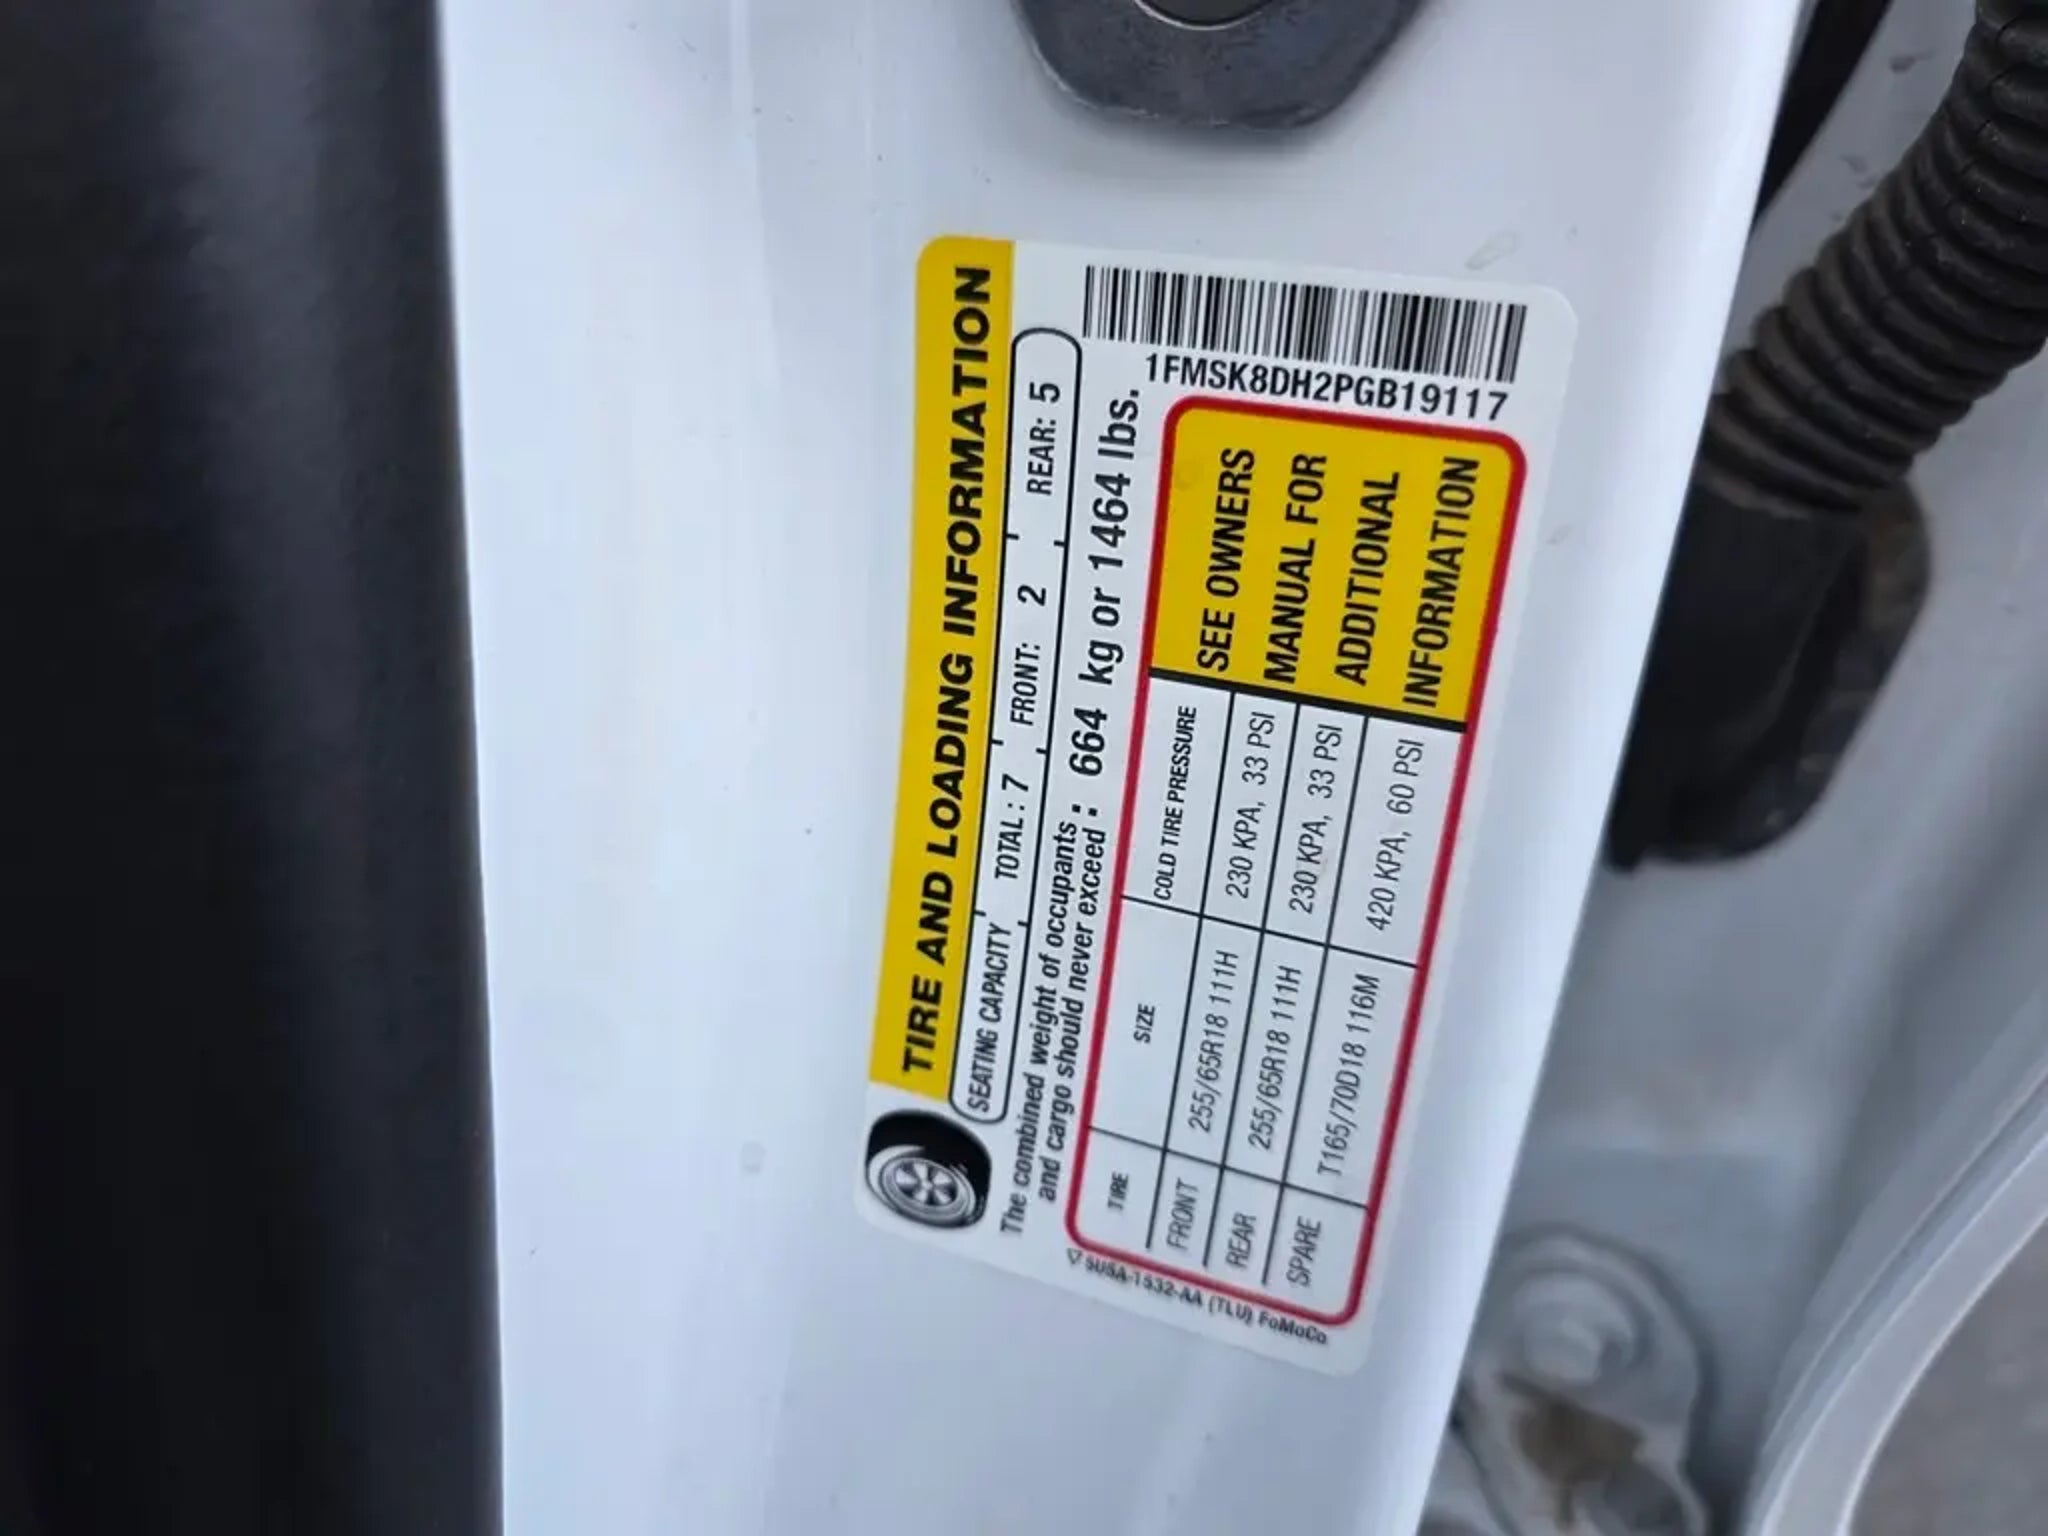 TIRE AND LOADING INFORMATION
SEATING CAPACITY TOTAL : 7 FRONT: 2 REAR: 5
The combined weight of occupants :
and cargo should never exceed : 664 kg or 1464 lbs.
TIRE SIZE COLD TIRE PRESSURE
FRONT 255/65R18 111H 230 KPA, 33 PSI
REAR 255/65R18 111H 230 KPA, 33 PSI
SPARE T165/70D18 116M 420 KPA, 60 PSI
SEE OWNERS
MANUAL FOR
ADDITIONAL
INFORMATION
1FMSK8DH2PGB19117
5U5A-1532-AA (TLU) FoMoCo